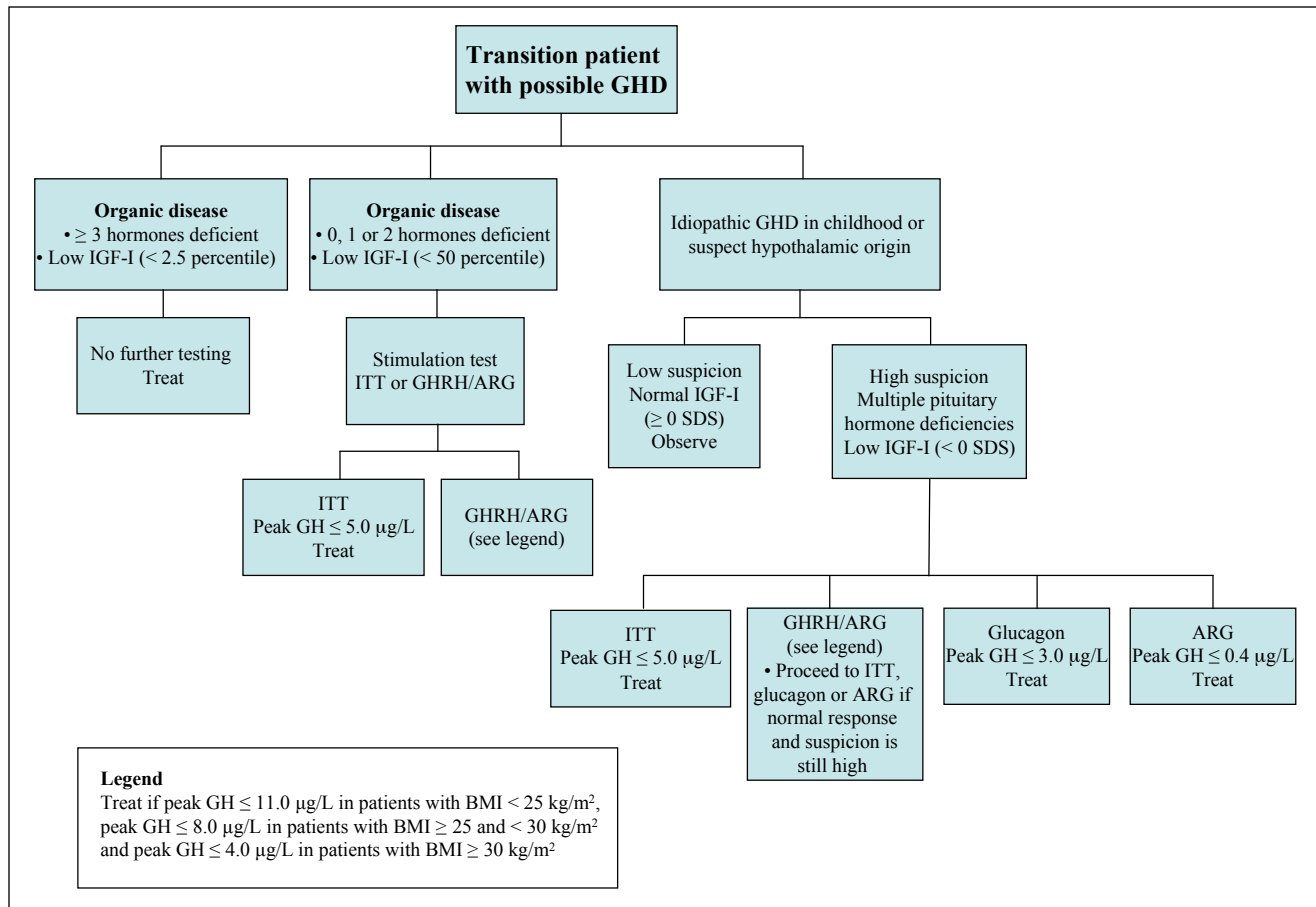 Transition patient
with possible GHD
Organic disease
• ≥ 3 hormones deficient
• Low IGF-I (< 2.5 percentile)
Organic disease
• 0, 1 or 2 hormones deficient
• Low IGF-I (< 50 percentile)
Idiopathic GHD in childhood or
suspect hypothalamic origin
No further testing
Treat
Stimulation test
ITT or GHRH/ARG
Low suspicion
Normal IGF-I
(≥ 0 SDS)
Observe
High suspicion
Multiple pituitary
hormone deficiencies
Low IGF-I (< 0 SDS)
ITT
Peak GH ≤ 5.0 µg/L
Treat
GHRH/ARG
(see legend)
ITT
Peak GH ≤ 5.0 µg/L
Treat
GHRH/ARG
(see legend)
• Proceed to ITT,
glucagon or ARG if
normal response
and suspicion is
still high
Glucagon
Peak GH ≤ 3.0 µg/L
Treat
ARG
Peak GH ≤ 0.4 µg/L
Treat
Legend
Treat if peak GH ≤ 11.0 µg/L in patients with BMI < 25 kg/m²,
peak GH ≤ 8.0 µg/L in patients with BMI ≥ 25 and < 30 kg/m²
and peak GH ≤ 4.0 µg/L in patients with BMI ≥ 30 kg/m²